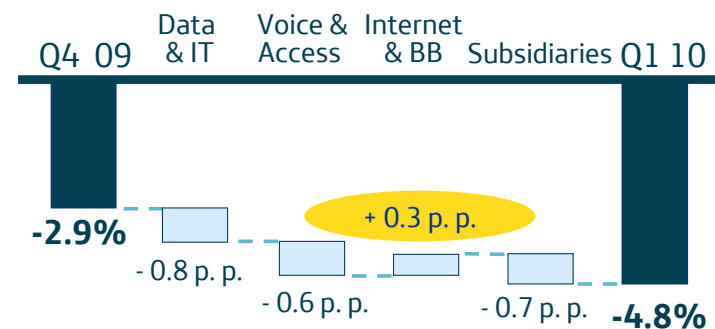 Q4 09
Data
& IT
Voice &
Access
Internet
& BB
Subsidiaries
Q1 10
-2.9%
- 0.8 p. p.
- 0.6 p. p.
+ 0.3 p. p.
- 0.7 p. p.
-4.8%